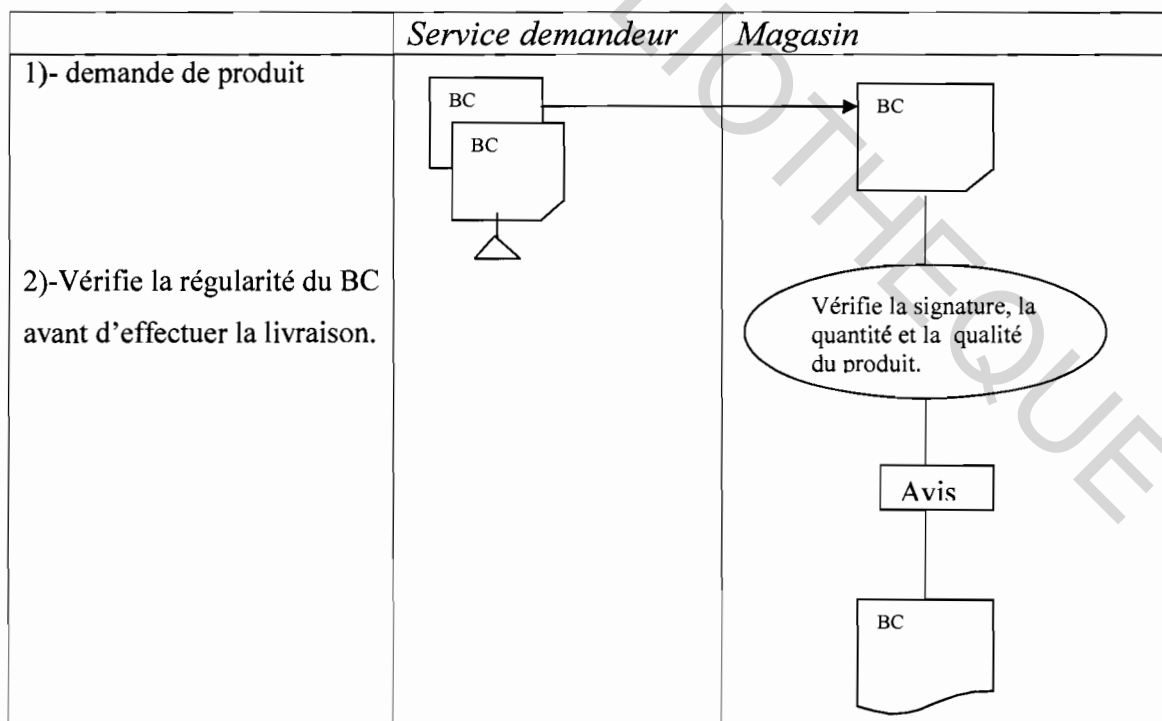 Service demandeur
Magasin
1)- demande de produit
BC
BC
BC
2)-Vérifie la régularité du BC
avant d'effectuer la livraison.
Vérifie la signature, la
quantité et la qualité
du produit.
Avis
BC
LIOTHEQUE